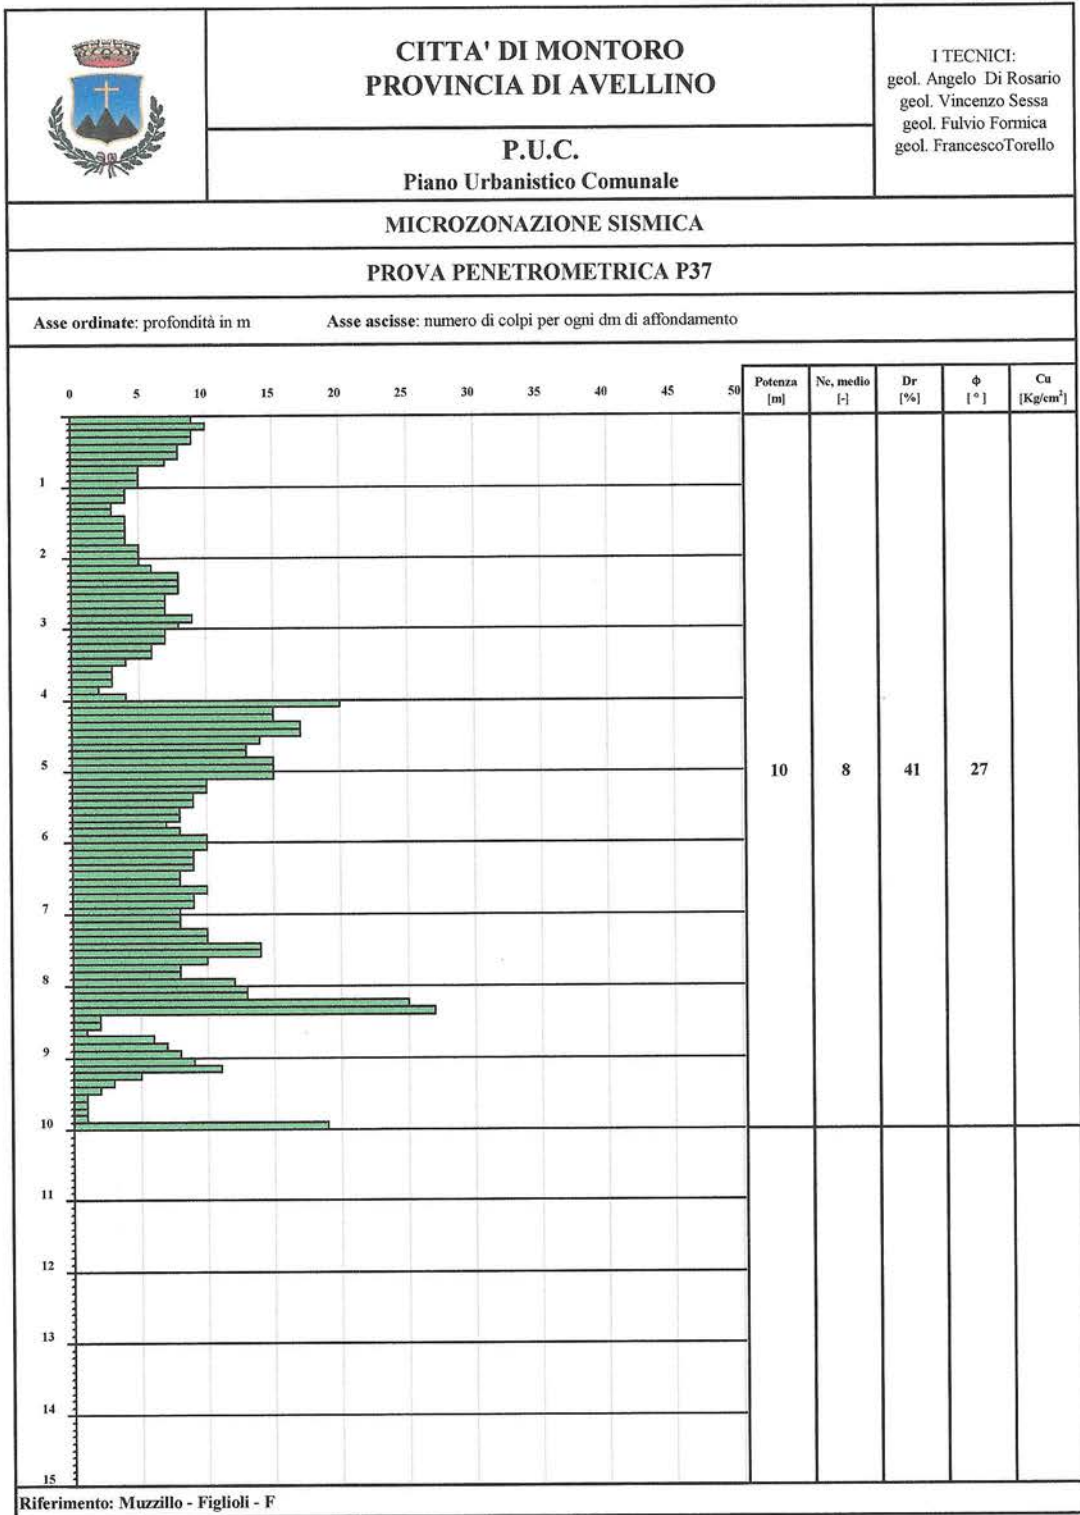 CITTA' DI MONTORO
PROVINCIA DI AVELLINO
P.U.C.
Piano Urbanistico Comunale
I TECNICI:
geol. Angelo Di Rosario
geol. Vincenzo Sessa
geol. Fulvio Formica
geol. FrancescoTorello
MICROZONAZIONE SISMICA
PROVA PENETROMETRICA P37
Asse ordinate: profondità in m Asse ascisse: numero di colpi per ogni dm di affondamento
0 5 10 15 20 25 30 35 40 45 50
Potenza [m] Nc, medio [-] Dr [%] ϕ [ ° ] Cu [Kg/cm²]
1
2
3
4
5
10 8 41 27
6
7
8
9
10
11
12
13
14
15
Riferimento: Muzzillo - Figlioli - F